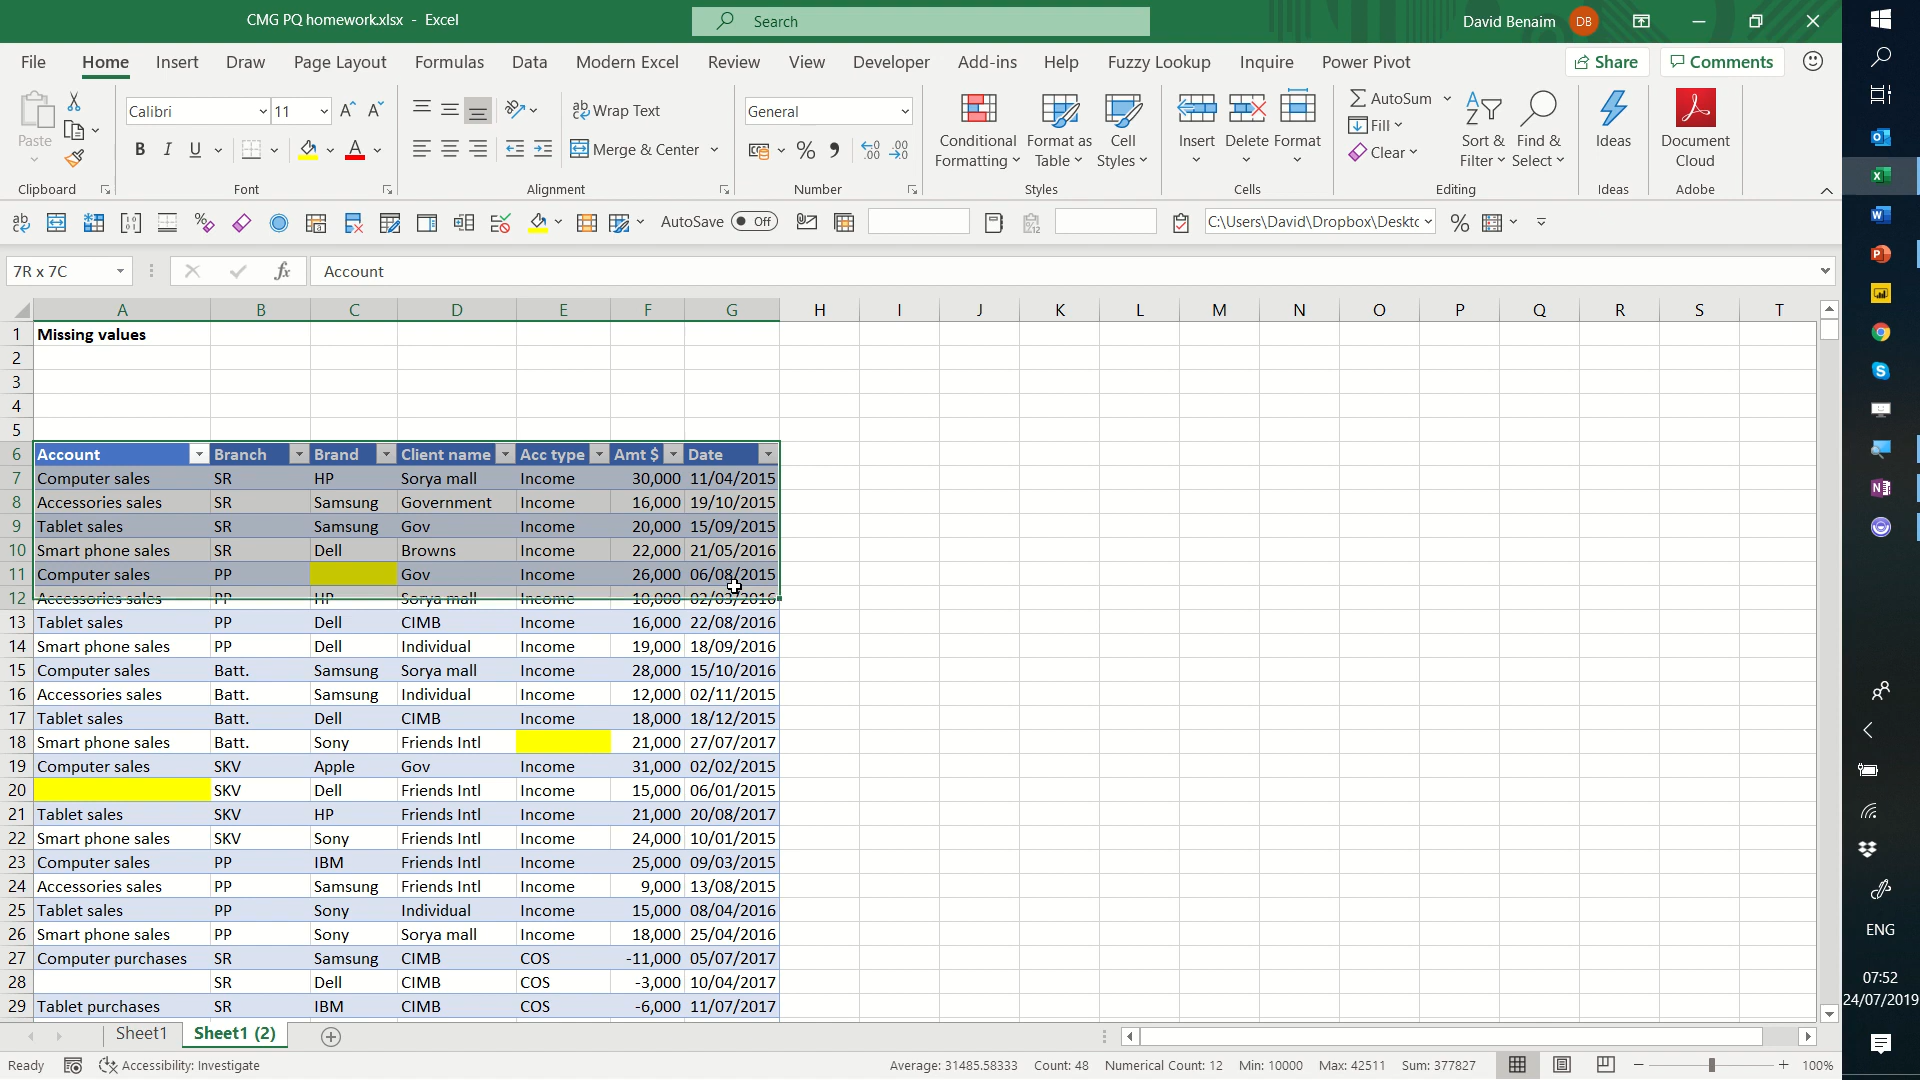 CMG PQ homework.xlsx - Excel
Search
David Benaim DB
File Home Insert Draw Page Layout Formulas Data Modern Excel Review View Developer Add-ins Help Fuzzy Lookup Inquire Power Pivot Share Comments
Paste
Clipboard
Calibri 11
B I U
Font
Wrap Text
Merge & Center
Alignment
General
Number
Conditional Formatting
Format as Table
Cell Styles
Styles
Insert
Delete
Format
Cells
AutoSum
Fill
Clear
Sort & Filter
Find & Select
Editing
Ideas
Ideas
Document Cloud
Adobe
AutoSave Off
C:\Users\David\Dropbox\Deskt
7R x 7C
fx
Account
A B C D E F G H I J K L M N O P Q R S T
1 Missing values
2
3
4
5
6 Account Branch Brand Client name Acc type Amt $ Date
7 Computer sales SR HP Sorya mall Income 30,000 11/04/2015
8 Accessories sales SR Samsung Government Income 16,000 19/10/2015
9 Tablet sales SR Samsung Gov Income 20,000 15/09/2015
10 Smart phone sales SR Dell Browns Income 22,000 21/05/2016
11 Computer sales PP Gov Income 26,000 06/08/2015
12 Accessories sales PP HP Sorya mall Income 10,000 02/03/2016
13 Tablet sales PP Dell CIMB Income 16,000 22/08/2016
14 Smart phone sales PP Dell Individual Income 19,000 18/09/2016
15 Computer sales Batt. Samsung Sorya mall Income 28,000 15/10/2016
16 Accessories sales Batt. Samsung Individual Income 12,000 02/11/2015
17 Tablet sales Batt. Dell CIMB Income 18,000 18/12/2015
18 Smart phone sales Batt. Sony Friends Intl 21,000 27/07/2017
19 Computer sales SKV Apple Gov Income 31,000 02/02/2015
20 SKV Dell Friends Intl Income 15,000 06/01/2015
21 Tablet sales SKV HP Friends Intl Income 21,000 20/08/2017
22 Smart phone sales SKV Sony Friends Intl Income 24,000 10/01/2015
23 Computer sales PP IBM Friends Intl Income 25,000 09/03/2015
24 Accessories sales PP Samsung Friends Intl Income 9,000 13/08/2015
25 Tablet sales PP Sony Individual Income 15,000 08/04/2016
26 Smart phone sales PP Sony Sorya mall Income 18,000 25/04/2016
27 Computer purchases SR Samsung CIMB COS -11,000 05/07/2017
28 SR Dell CIMB COS -3,000 10/04/2017
29 Tablet purchases SR IBM CIMB COS -6,000 11/07/2017
Sheet1 Sheet1 (2)
Ready Accessibility: Investigate Average: 31485.58333 Count: 48 Numerical Count: 12 Min: 10000 Max: 42511 Sum: 377827 100%
ENG
07:52
24/07/2019